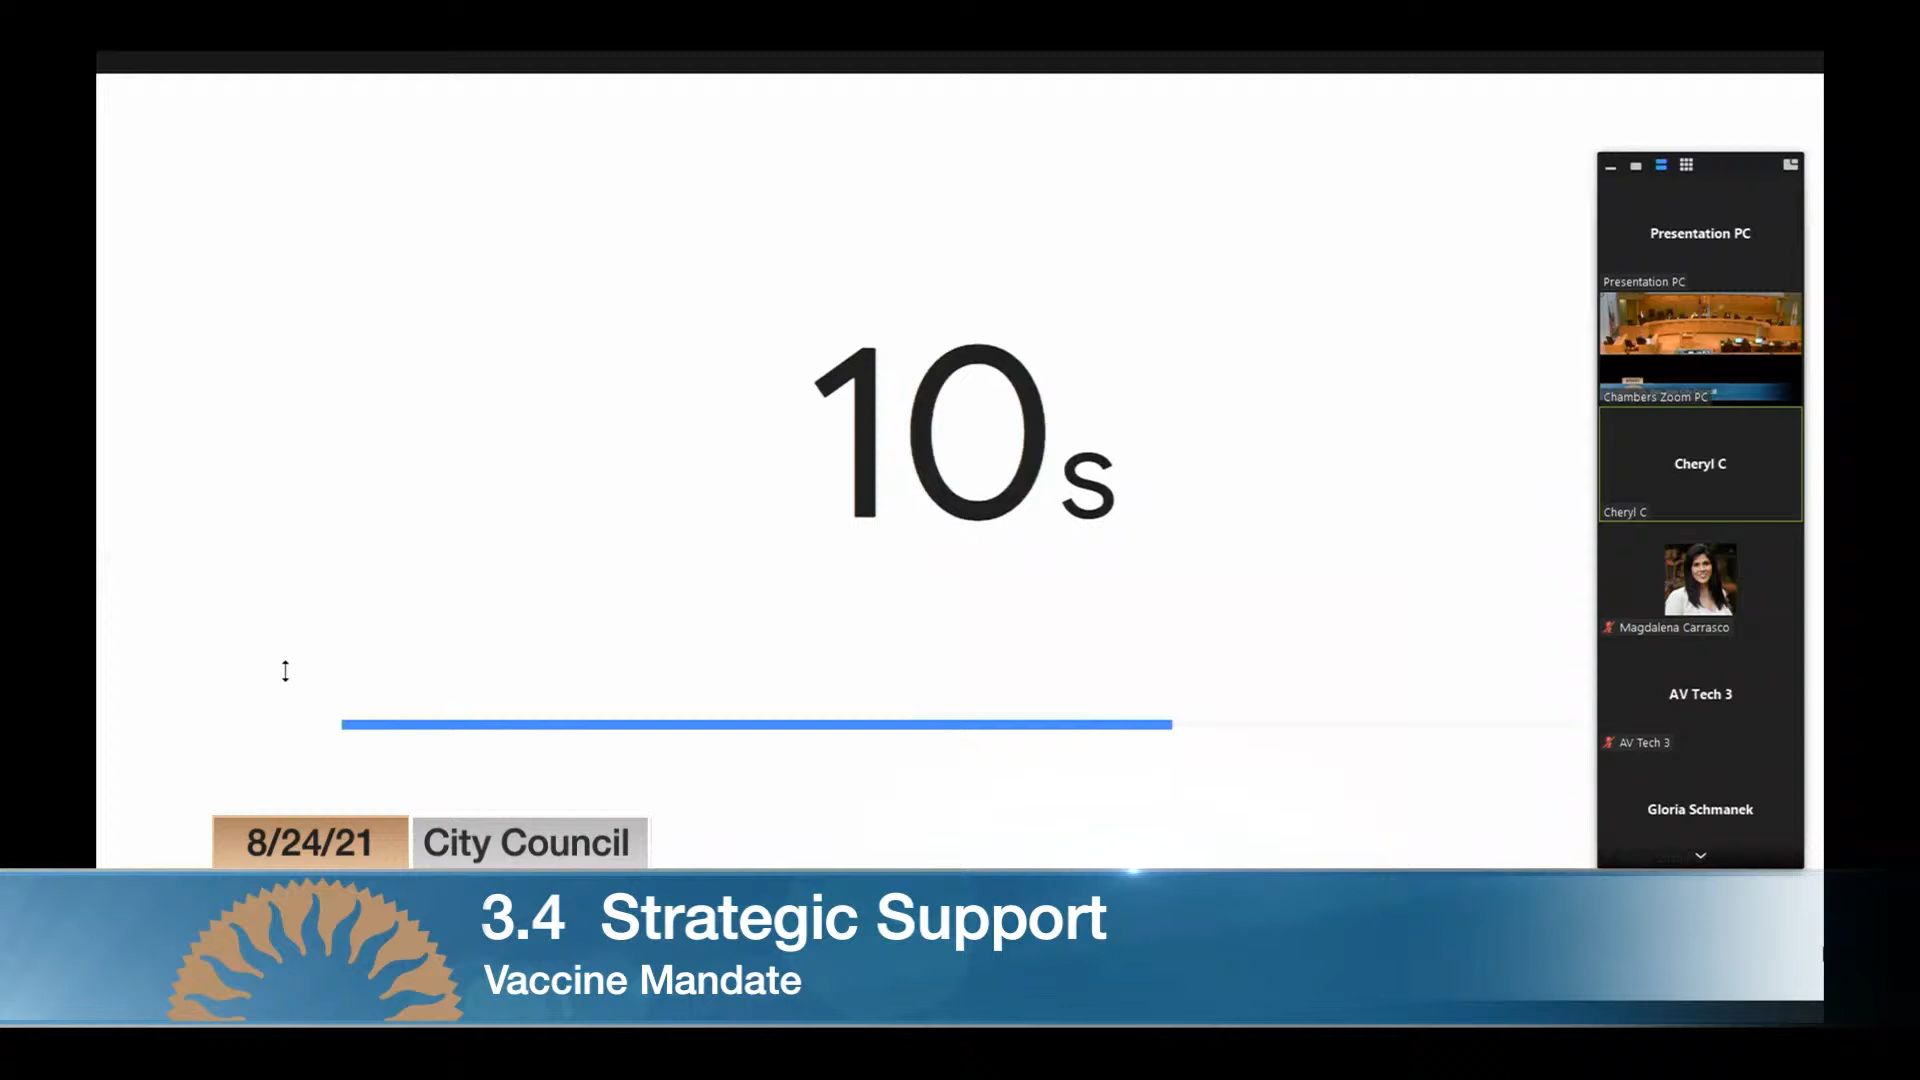 10s
Presentation PC
Presentation PC
Chambers Zoom PC
Cheryl C
Cheryl C
Magdalena Carrasco
AV Tech 3
AV Tech 3
Gloria Schmanek
8/24/21
City Council
3.4 Strategic Support
Vaccine Mandate